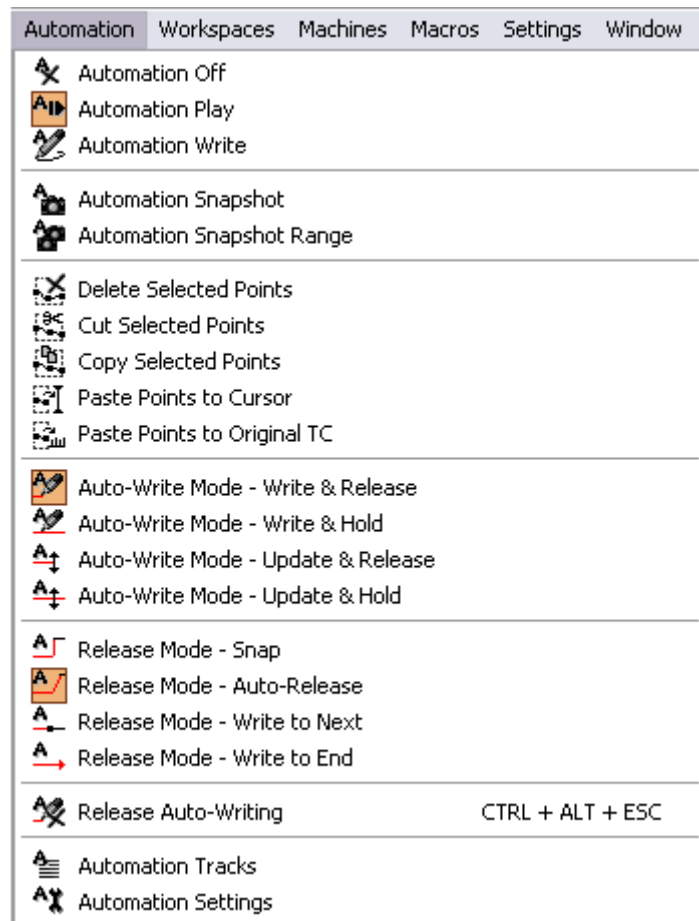 Automation Workspaces Machines Macros Settings Window
Automation Off
Automation Play
Automation Write
Automation Snapshot
Automation Snapshot Range
Delete Selected Points
Cut Selected Points
Copy Selected Points
Paste Points to Cursor
Paste Points to Original TC
Auto-Write Mode - Write & Release
Auto-Write Mode - Write & Hold
Auto-Write Mode - Update & Release
Auto-Write Mode - Update & Hold
Release Mode - Snap
Release Mode - Auto-Release
Release Mode - Write to Next
Release Mode - Write to End
Release Auto-Writing CTRL + ALT + ESC
Automation Tracks
Automation Settings